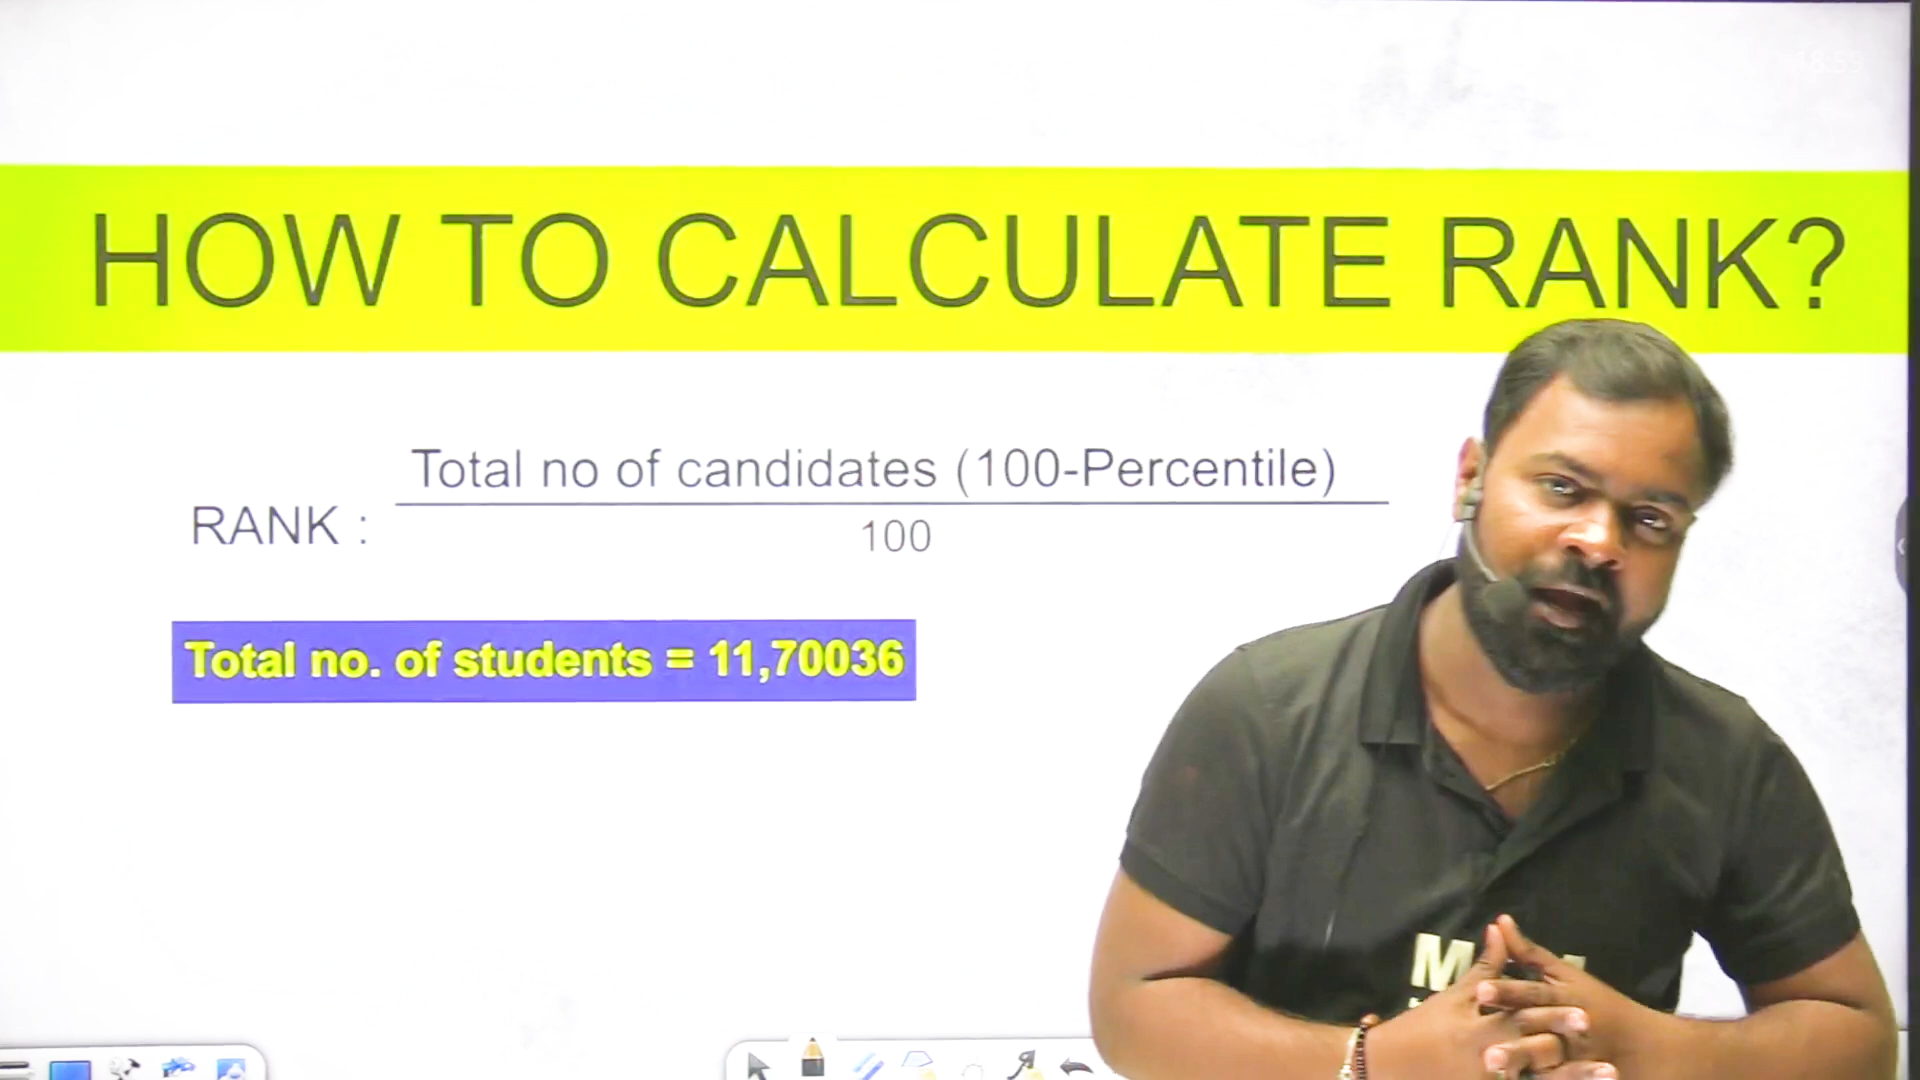 HOW TO CALCULATE RANK?
Total no of candidates (100-Percentile)
RANK :
100
Total no. of students = 11,70036